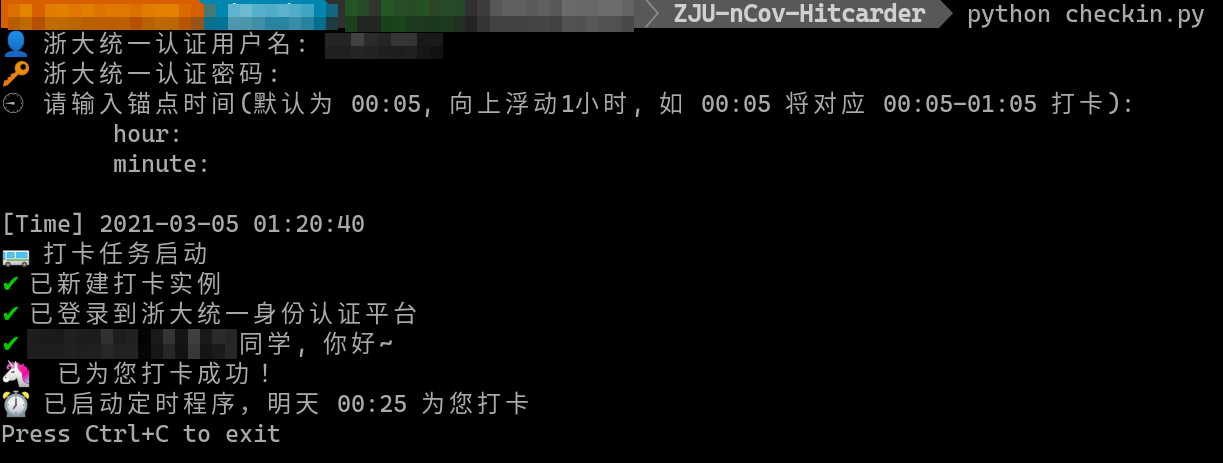 ZJU-nCov-Hitcarder python checkin.py
浙大统一认证用户名:
浙大统一认证密码:
请输入锚点时间(默认为 00:05, 向上浮动1小时, 如 00:05 将对应 00:05-01:05 打卡):
hour:
minute:
[Time] 2021-03-05 01:20:40
打卡任务启动
已新建打卡实例
已登录到浙大统一身份认证平台
同学, 你好~
已为您打卡成功！
已启动定时程序，明天 00:25 为您打卡
Press Ctrl+C to exit